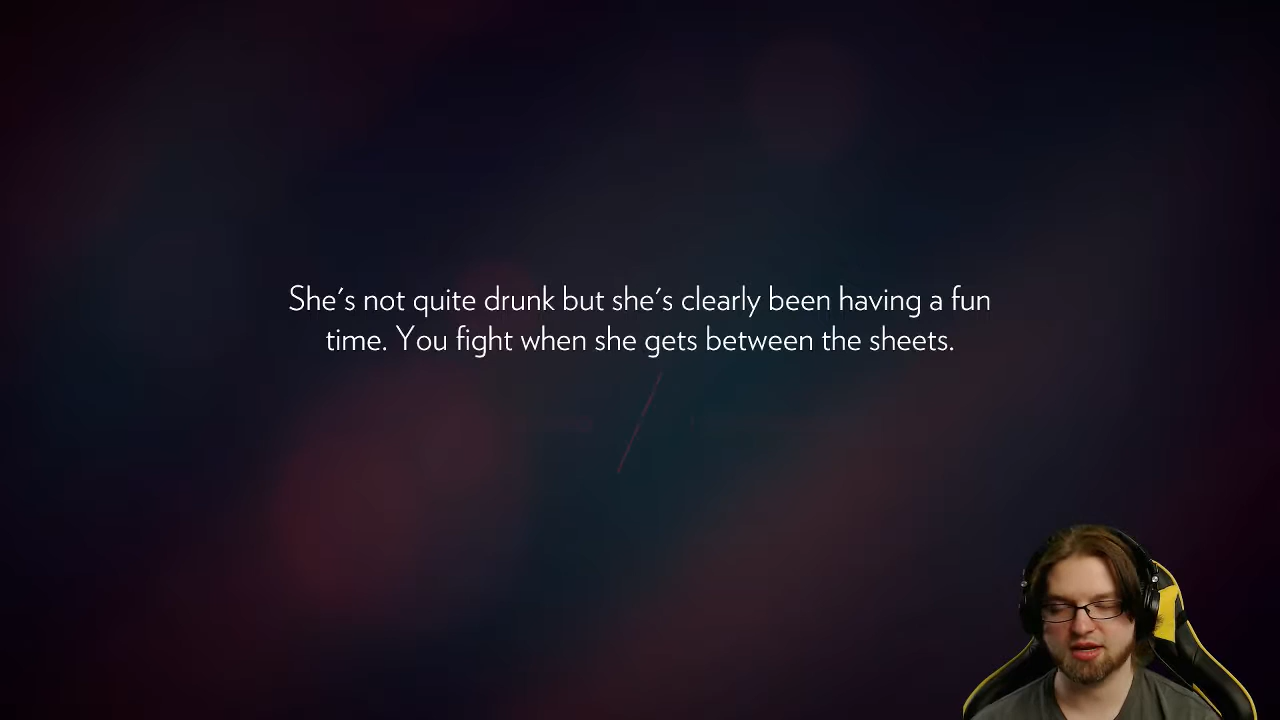 She's not quite drunk but she's clearly been having a fun
time. You fight when she gets between the sheets.